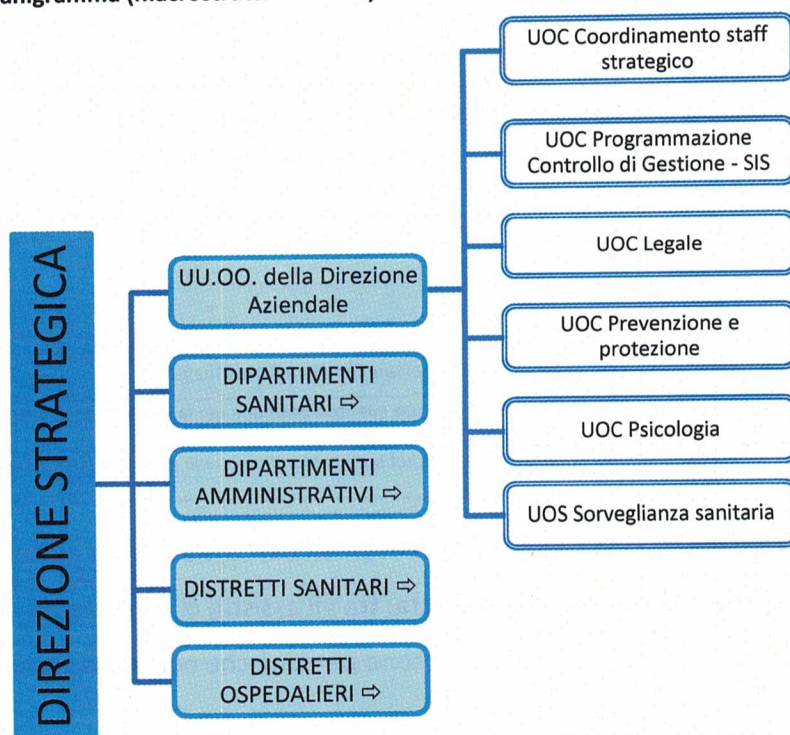 DIREZIONE STRATEGICA
UU.OO. della Direzione
Aziendale
DIPARTIMENTI
SANITARI ⇨
DIPARTIMENTI
AMMINISTRATIVI ⇨
DISTRETTI SANITARI ⇨
DISTRETTI
OSPEDALIERI ⇨
UOC Coordinamento staff
strategico
UOC Programmazione
Controllo di Gestione - SIS
UOC Legale
UOC Prevenzione e
protezione
UOC Psicologia
UOS Sorveglianza sanitaria